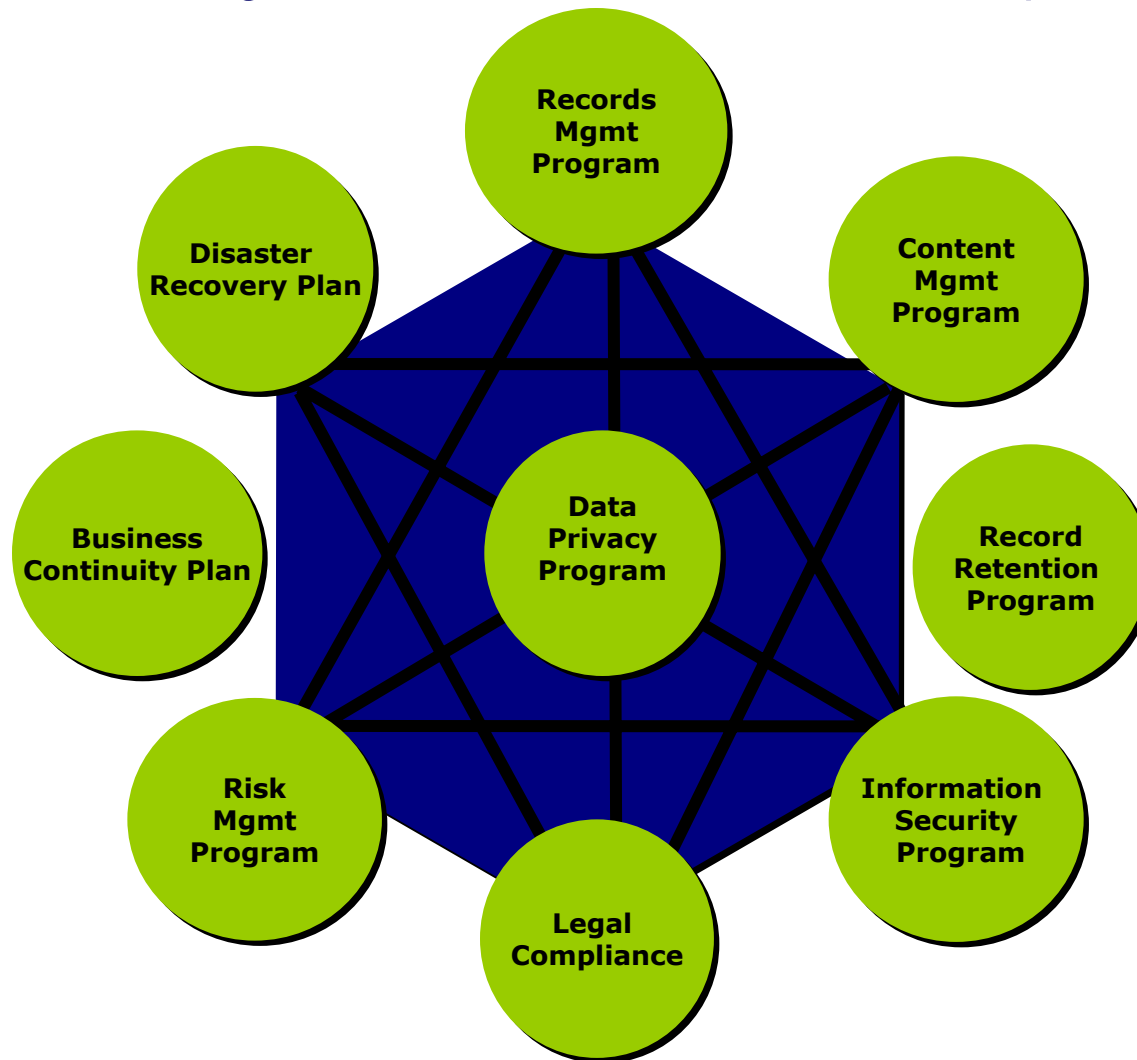 Records
Mgmt
Program
Disaster
Recovery Plan
Content
Mgmt
Program
Business
Continuity Plan
Data
Privacy
Program
Record
Retention
Program
Risk
Mgmt
Program
Information
Security
Program
Legal
Compliance